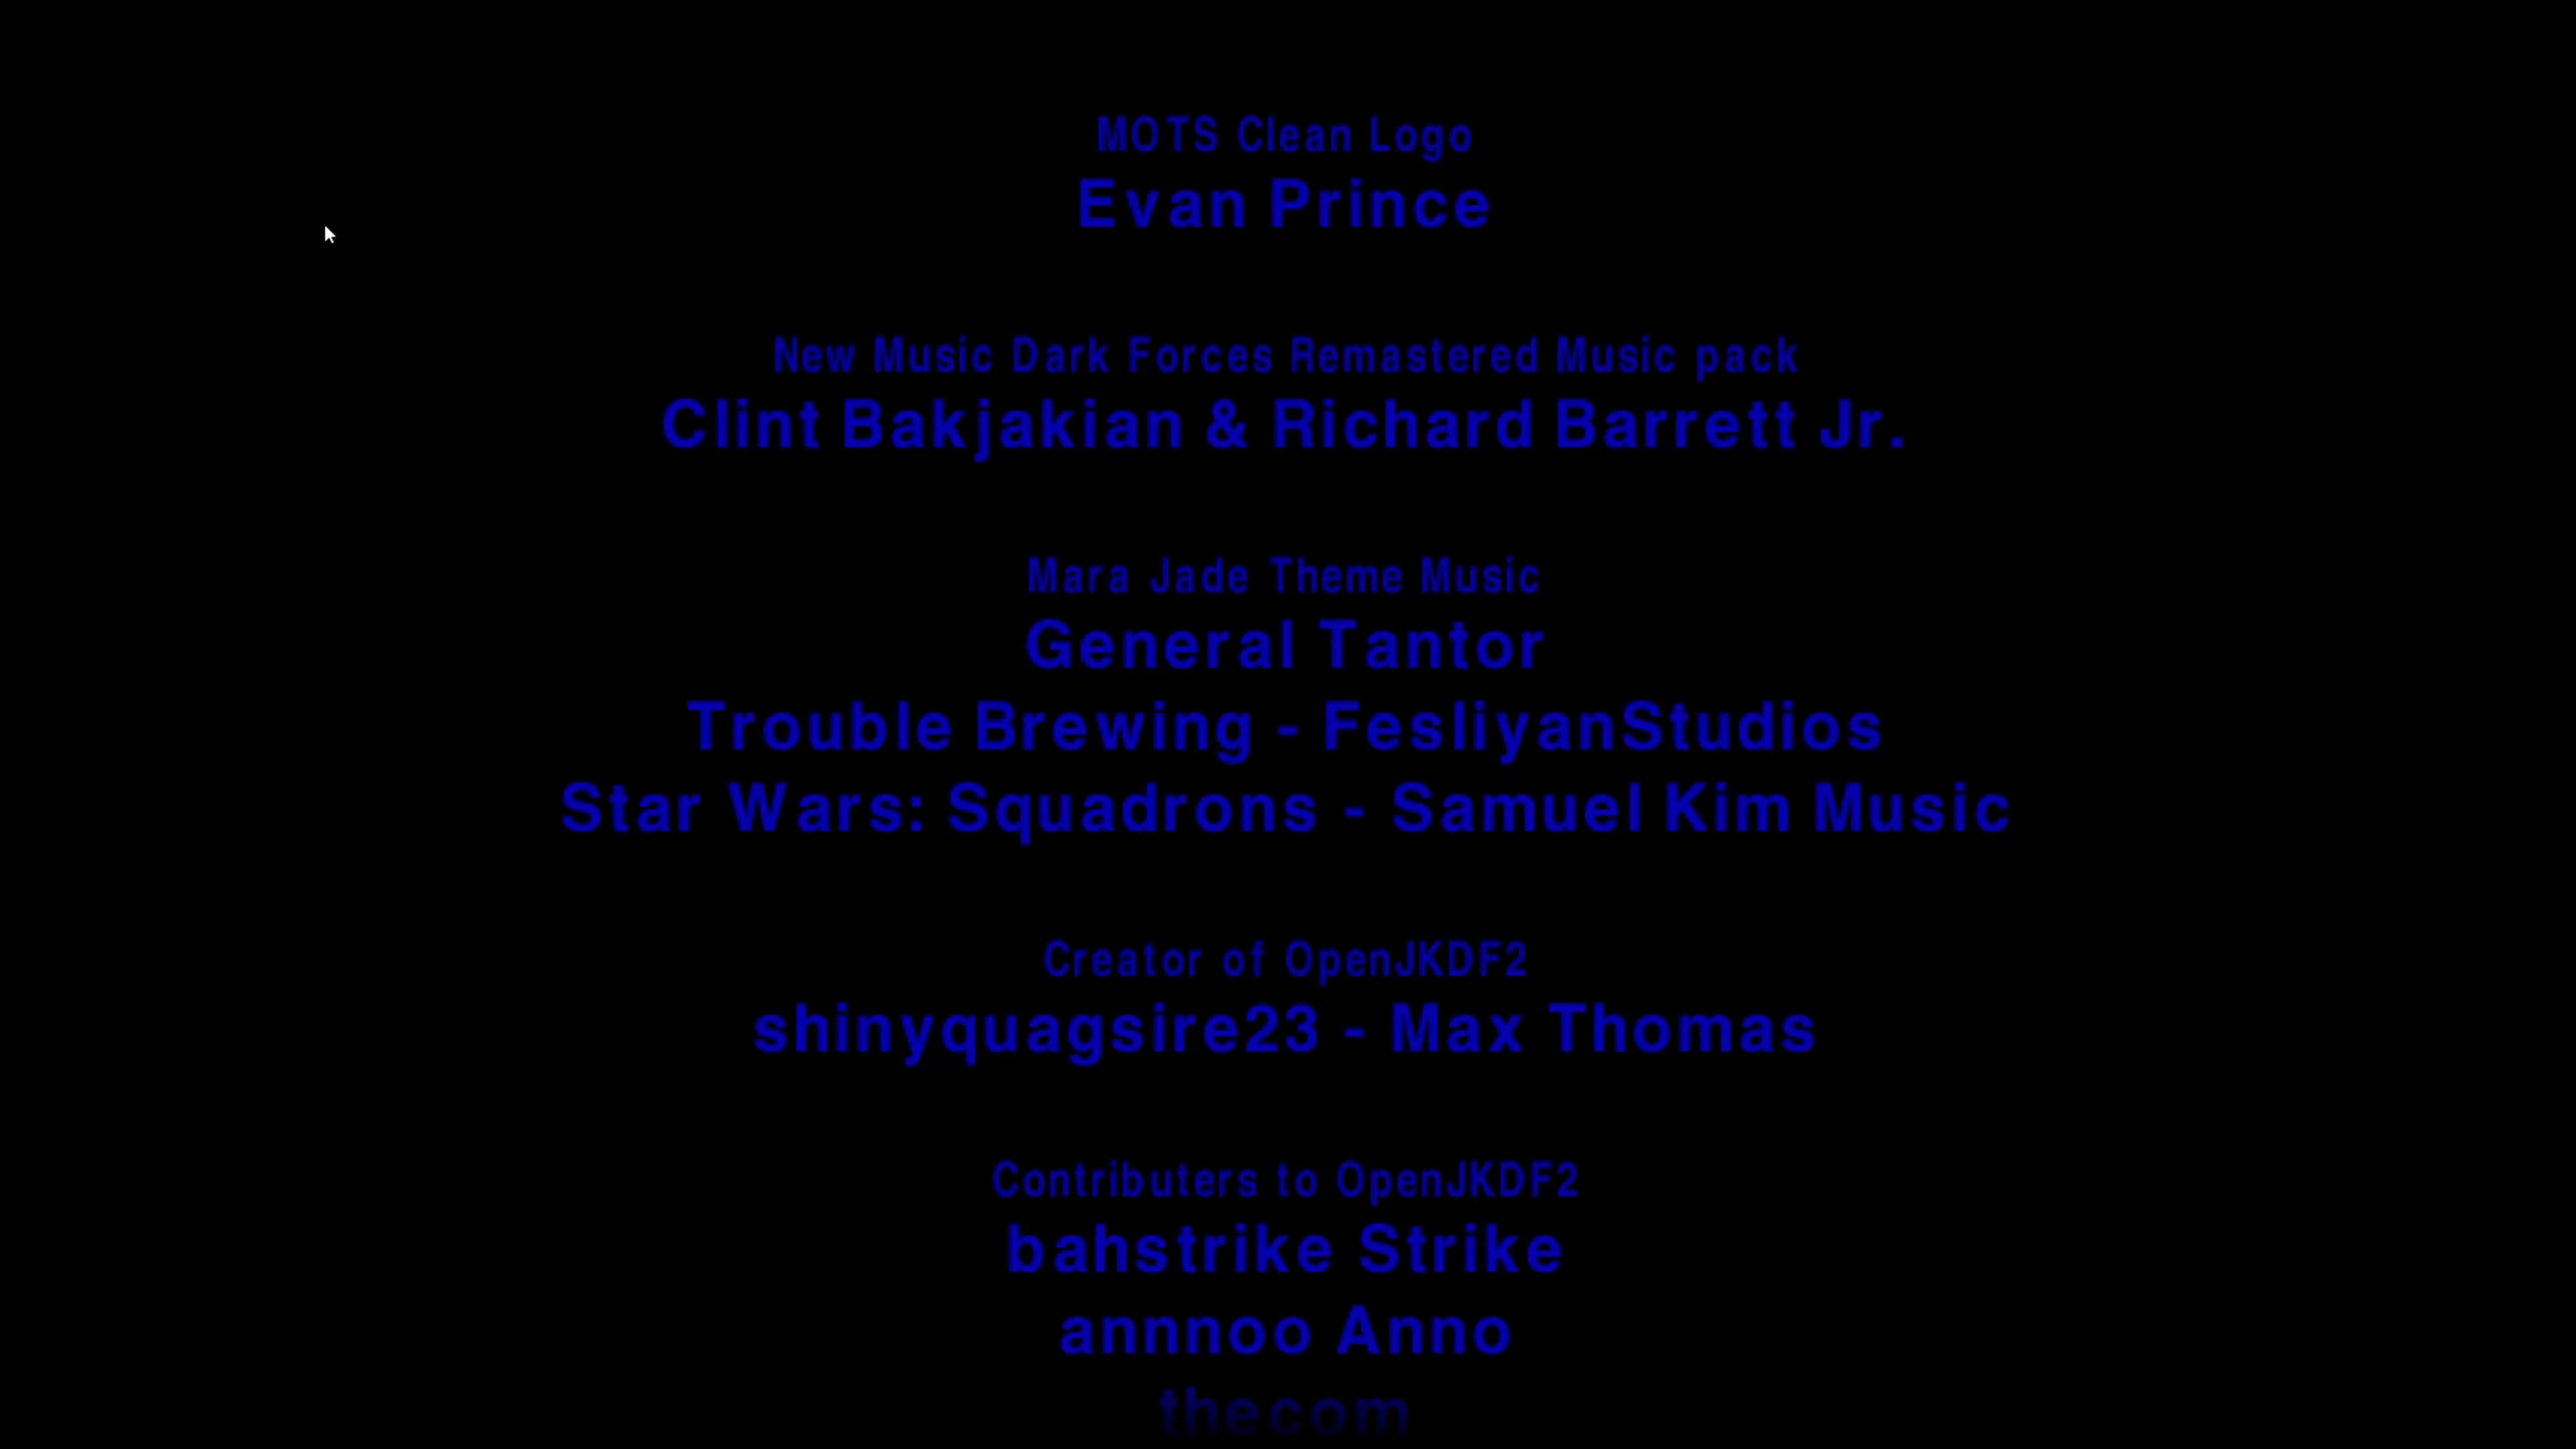 MOTS Clean Logo
Evan Prince
New Music Dark Forces Remastered Music pack
Clint Bakjakian & Richard Barrett Jr.
Mara Jade Theme Music
General Tantor
Trouble Brewing - FesliyanStudios
Star Wars: Squadrons - Samuel Kim Music
Creator of OpenJKDF2
shinyquagsire23 - Max Thomas
Contributers to OpenJKDF2
bahstrike Strike
annnoo Anno
thecom